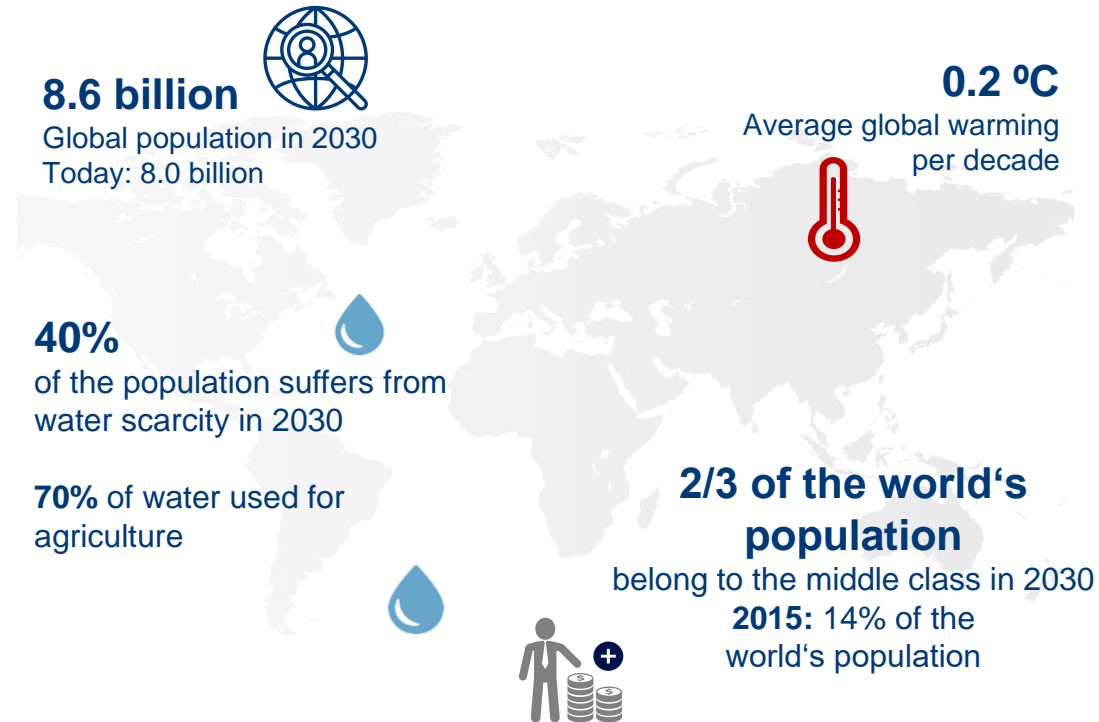 8.6 billion
Global population in 2030
Today: 8.0 billion
0.2 ºC
Average global warming
per decade
40%
of the population suffers from
water scarcity in 2030
70% of water used for
agriculture
2/3 of the world‘s
population
belong to the middle class in 2030
2015: 14% of the
world‘s population